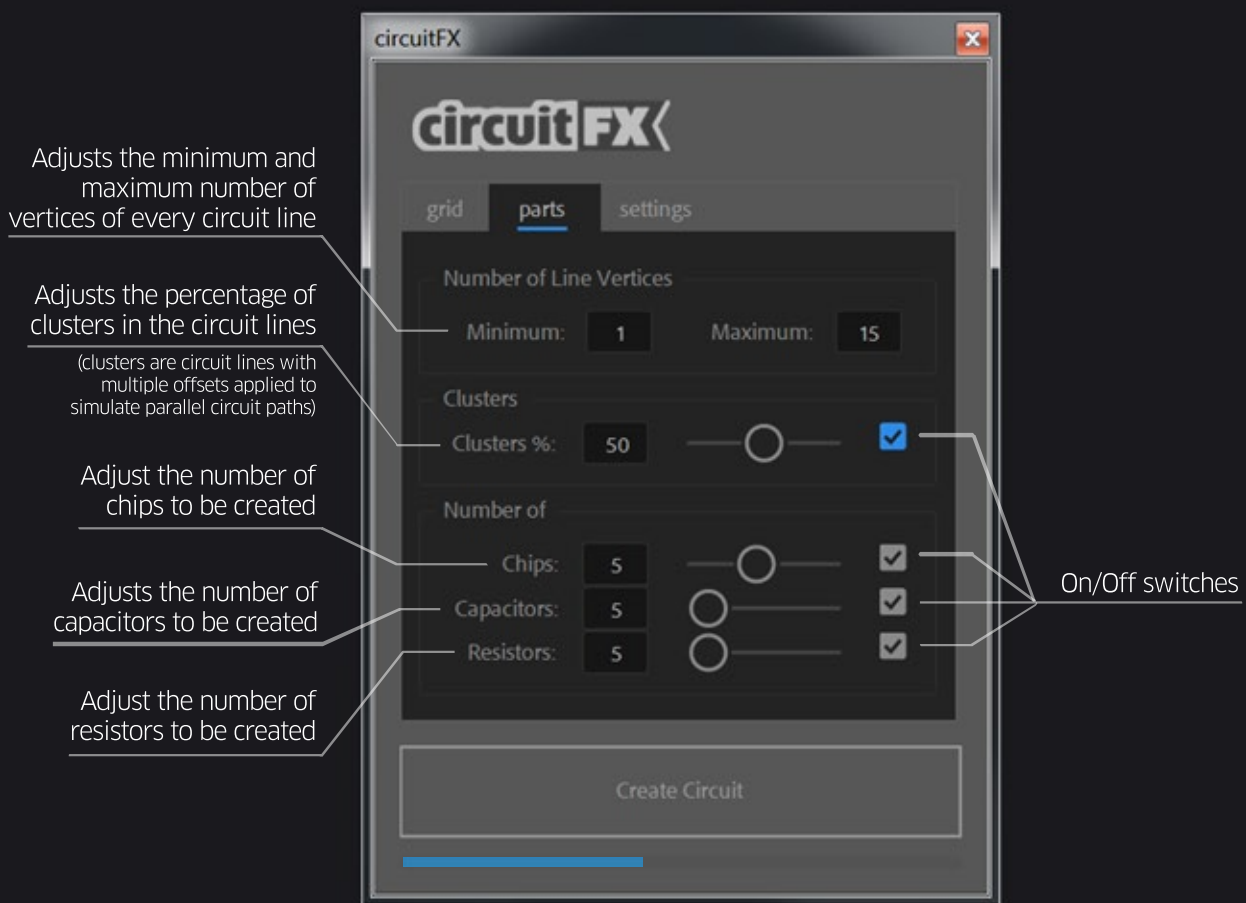 circuitFX
circuit FX
grid parts settings
Adjusts the minimum and
maximum number of
vertices of every circuit line
Number of Line Vertices
Minimum: 1 Maximum: 15
Adjusts the percentage of
clusters in the circuit lines
(clusters are circuit lines with
multiple offsets applied to
simulate parallel circuit paths)
Clusters
Clusters %: 50
Adjust the number of
chips to be created
Number of
Chips: 5
Capacitors: 5
Resistors: 5
Adjusts the number of
capacitors to be created
Adjust the number of
resistors to be created
On/Off switches
Create Circuit